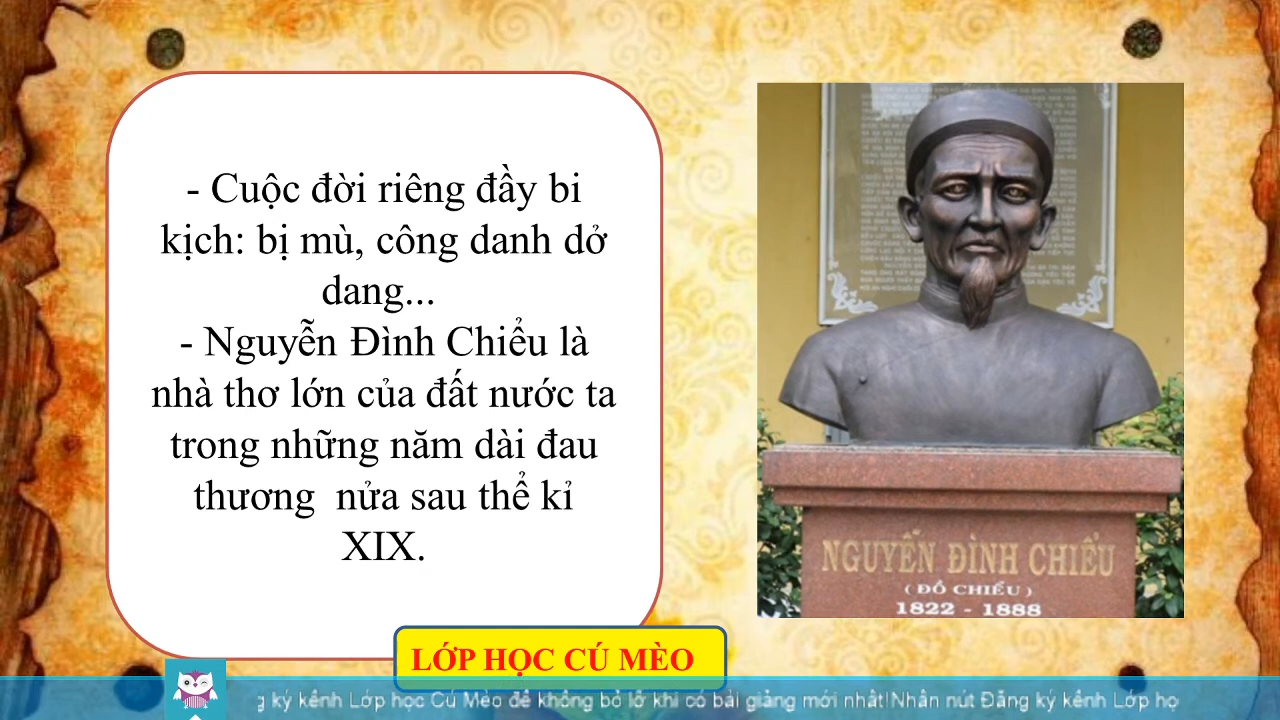 - Cuộc đời riêng đầy bi
kịch: bị mù, công danh dở
dang...
- Nguyễn Đình Chiểu là
nhà thơ lớn của đất nước ta
trong những năm dài đau
thương nửa sau thể kỉ
XIX.
NGUYỄN ĐÌNH CHIỂU
( ĐỒ CHIỂU )
1822 - 1888
LỚP HỌC CÚ MÈO
ký kênh Lớp học Cú Mèo để không bỏ lỡ khi có bài giảng mới nhất!Nhấn nút Đăng ký kênh Lớp